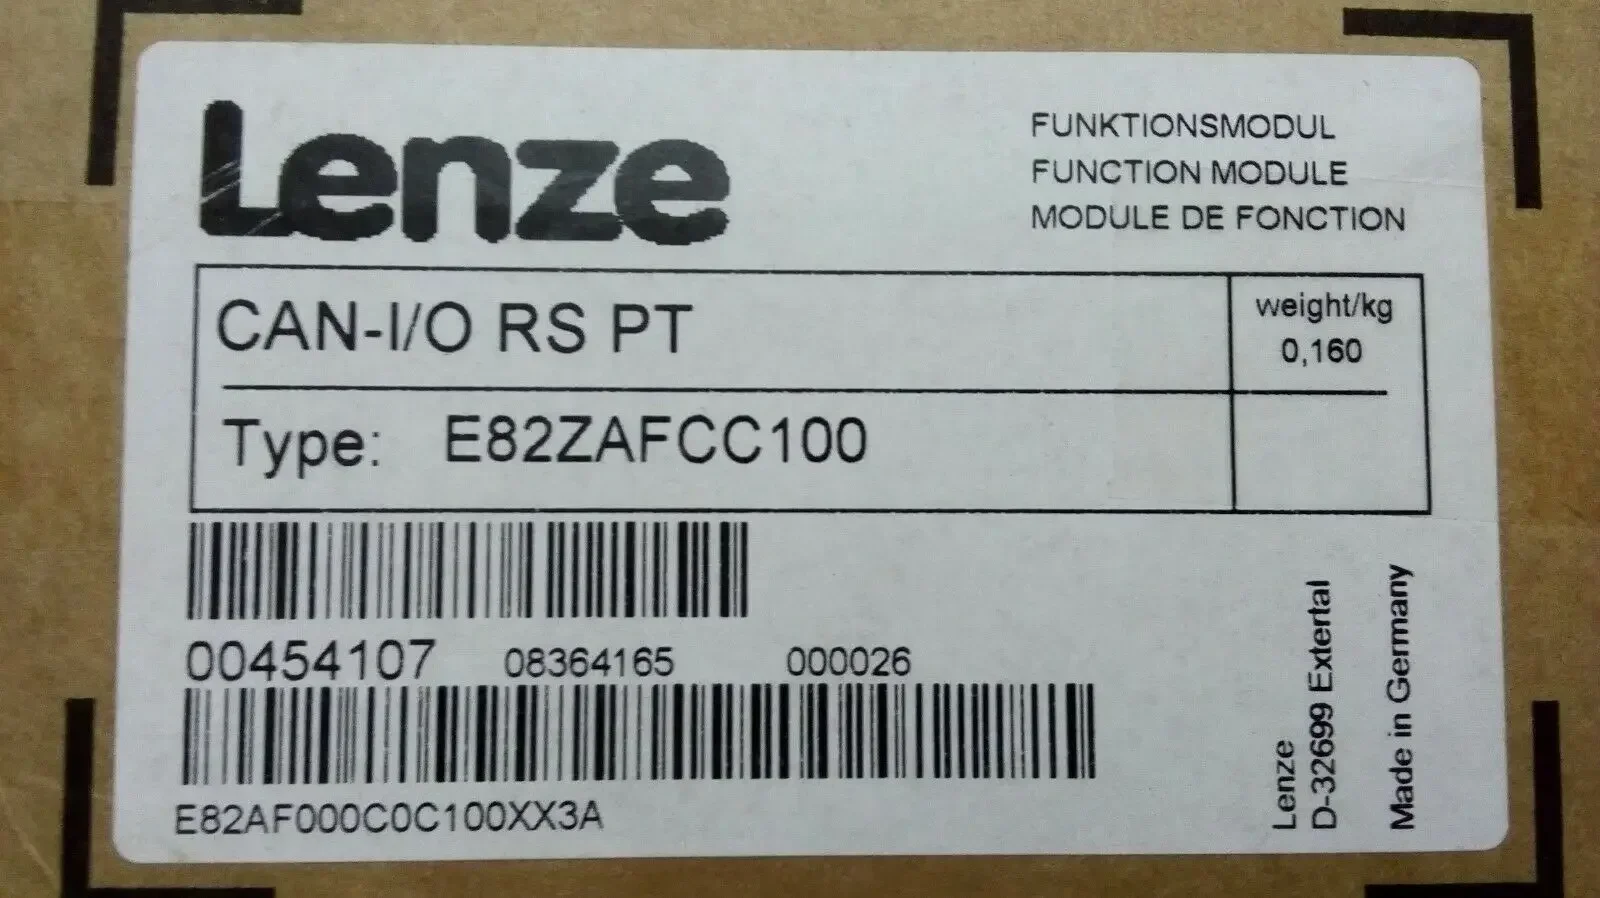 Lenze
FUNKTIONSMODUL
FUNCTION MODULE
MODULE DE FONCTION
CAN-I/O RS PT
weight/kg
0,160
Type: E82ZAFCC100
00454107 08364165 000026
E82AF000C0C100XX3A
Lenze
D-32699 Extertal
Made in Germany